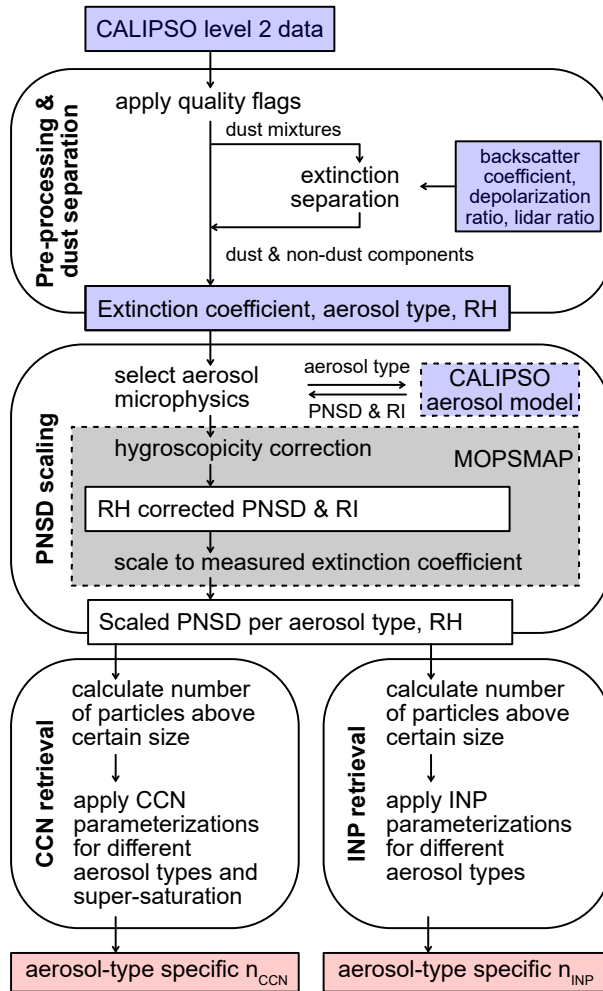 CALIPSO level 2 data
Pre-processing &
dust separation
apply quality flags
dust mixtures
extinction
separation
backscatter
coefficient,
depolarization
ratio, lidar ratio
dust & non-dust components
Extinction coefficient, aerosol type, RH
PNSD scaling
select aerosol
microphysics
aerosol type
PNSD & RI
CALIPSO
aerosol model
hygroscopicity correction
MOPSMAP
RH corrected PNSD & RI
scale to measured extinction coefficient
Scaled PNSD per aerosol type, RH
CCN retrieval
calculate number
of particles above
certain size
apply CCN
parameterizations
for different
aerosol types and
super-saturation
aerosol-type specific n_CCN
INP retrieval
calculate number
of particles above
certain size
apply INP
parameterizations
for different
aerosol types
aerosol-type specific n_INP